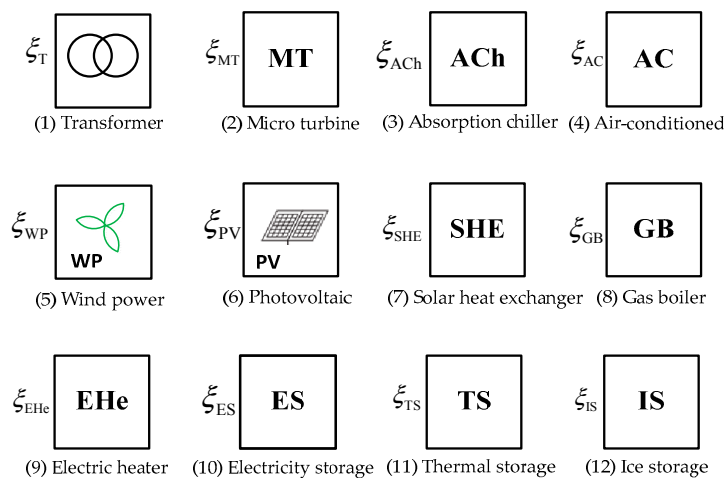 ξT
ξMT MT ξACh ACh ξAC AC
(1) Transformer (2) Micro turbine (3) Absorption chiller (4) Air-conditioned
ξWP WP ξPV PV ξSHE SHE ξGB GB
(5) Wind power (6) Photovoltaic (7) Solar heat exchanger (8) Gas boiler
ξEHe EHe ξES ES ξTS TS ξIS IS
(9) Electric heater (10) Electricity storage (11) Thermal storage (12) Ice storage